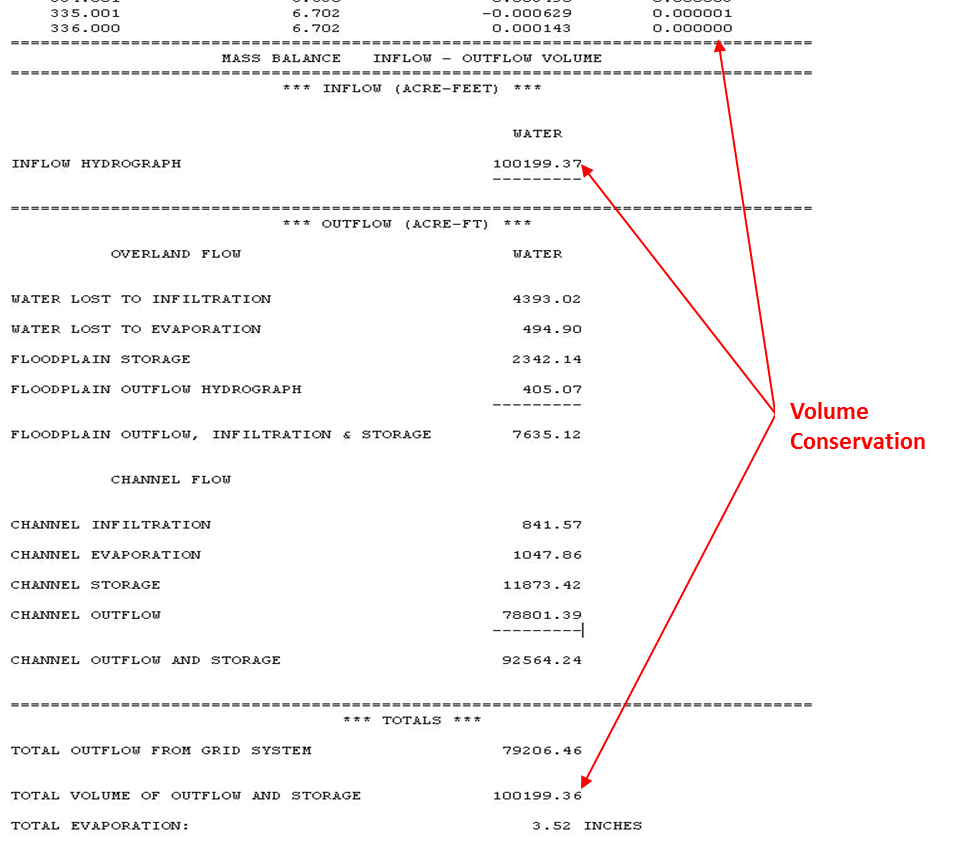 335.001 6.702 -0.000629 0.000001
336.000 6.702 0.000143 0.000000
==================================================================================
MASS BALANCE INFLOW - OUTFLOW VOLUME
==================================================================================
*** INFLOW (ACRE-FEET) ***
WATER
INFLOW HYDROGRAPH 100199.37
---------
==================================================================================
*** OUTFLOW (ACRE-FT) ***
OVERLAND FLOW WATER
WATER LOST TO INFILTRATION 4393.02
WATER LOST TO EVAPORATION 494.90
FLOODPLAIN STORAGE 2342.14
FLOODPLAIN OUTFLOW HYDROGRAPH 405.07
---------
Volume
Conservation
FLOODPLAIN OUTFLOW, INFILTRATION & STORAGE 7635.12
CHANNEL FLOW
CHANNEL INFILTRATION 841.57
CHANNEL EVAPORATION 1047.86
CHANNEL STORAGE 11873.42
CHANNEL OUTFLOW 78801.39
---------
CHANNEL OUTFLOW AND STORAGE 92564.24
==================================================================================
*** TOTALS ***
TOTAL OUTFLOW FROM GRID SYSTEM 79206.46
TOTAL VOLUME OF OUTFLOW AND STORAGE 100199.36
TOTAL EVAPORATION: 3.52 INCHES